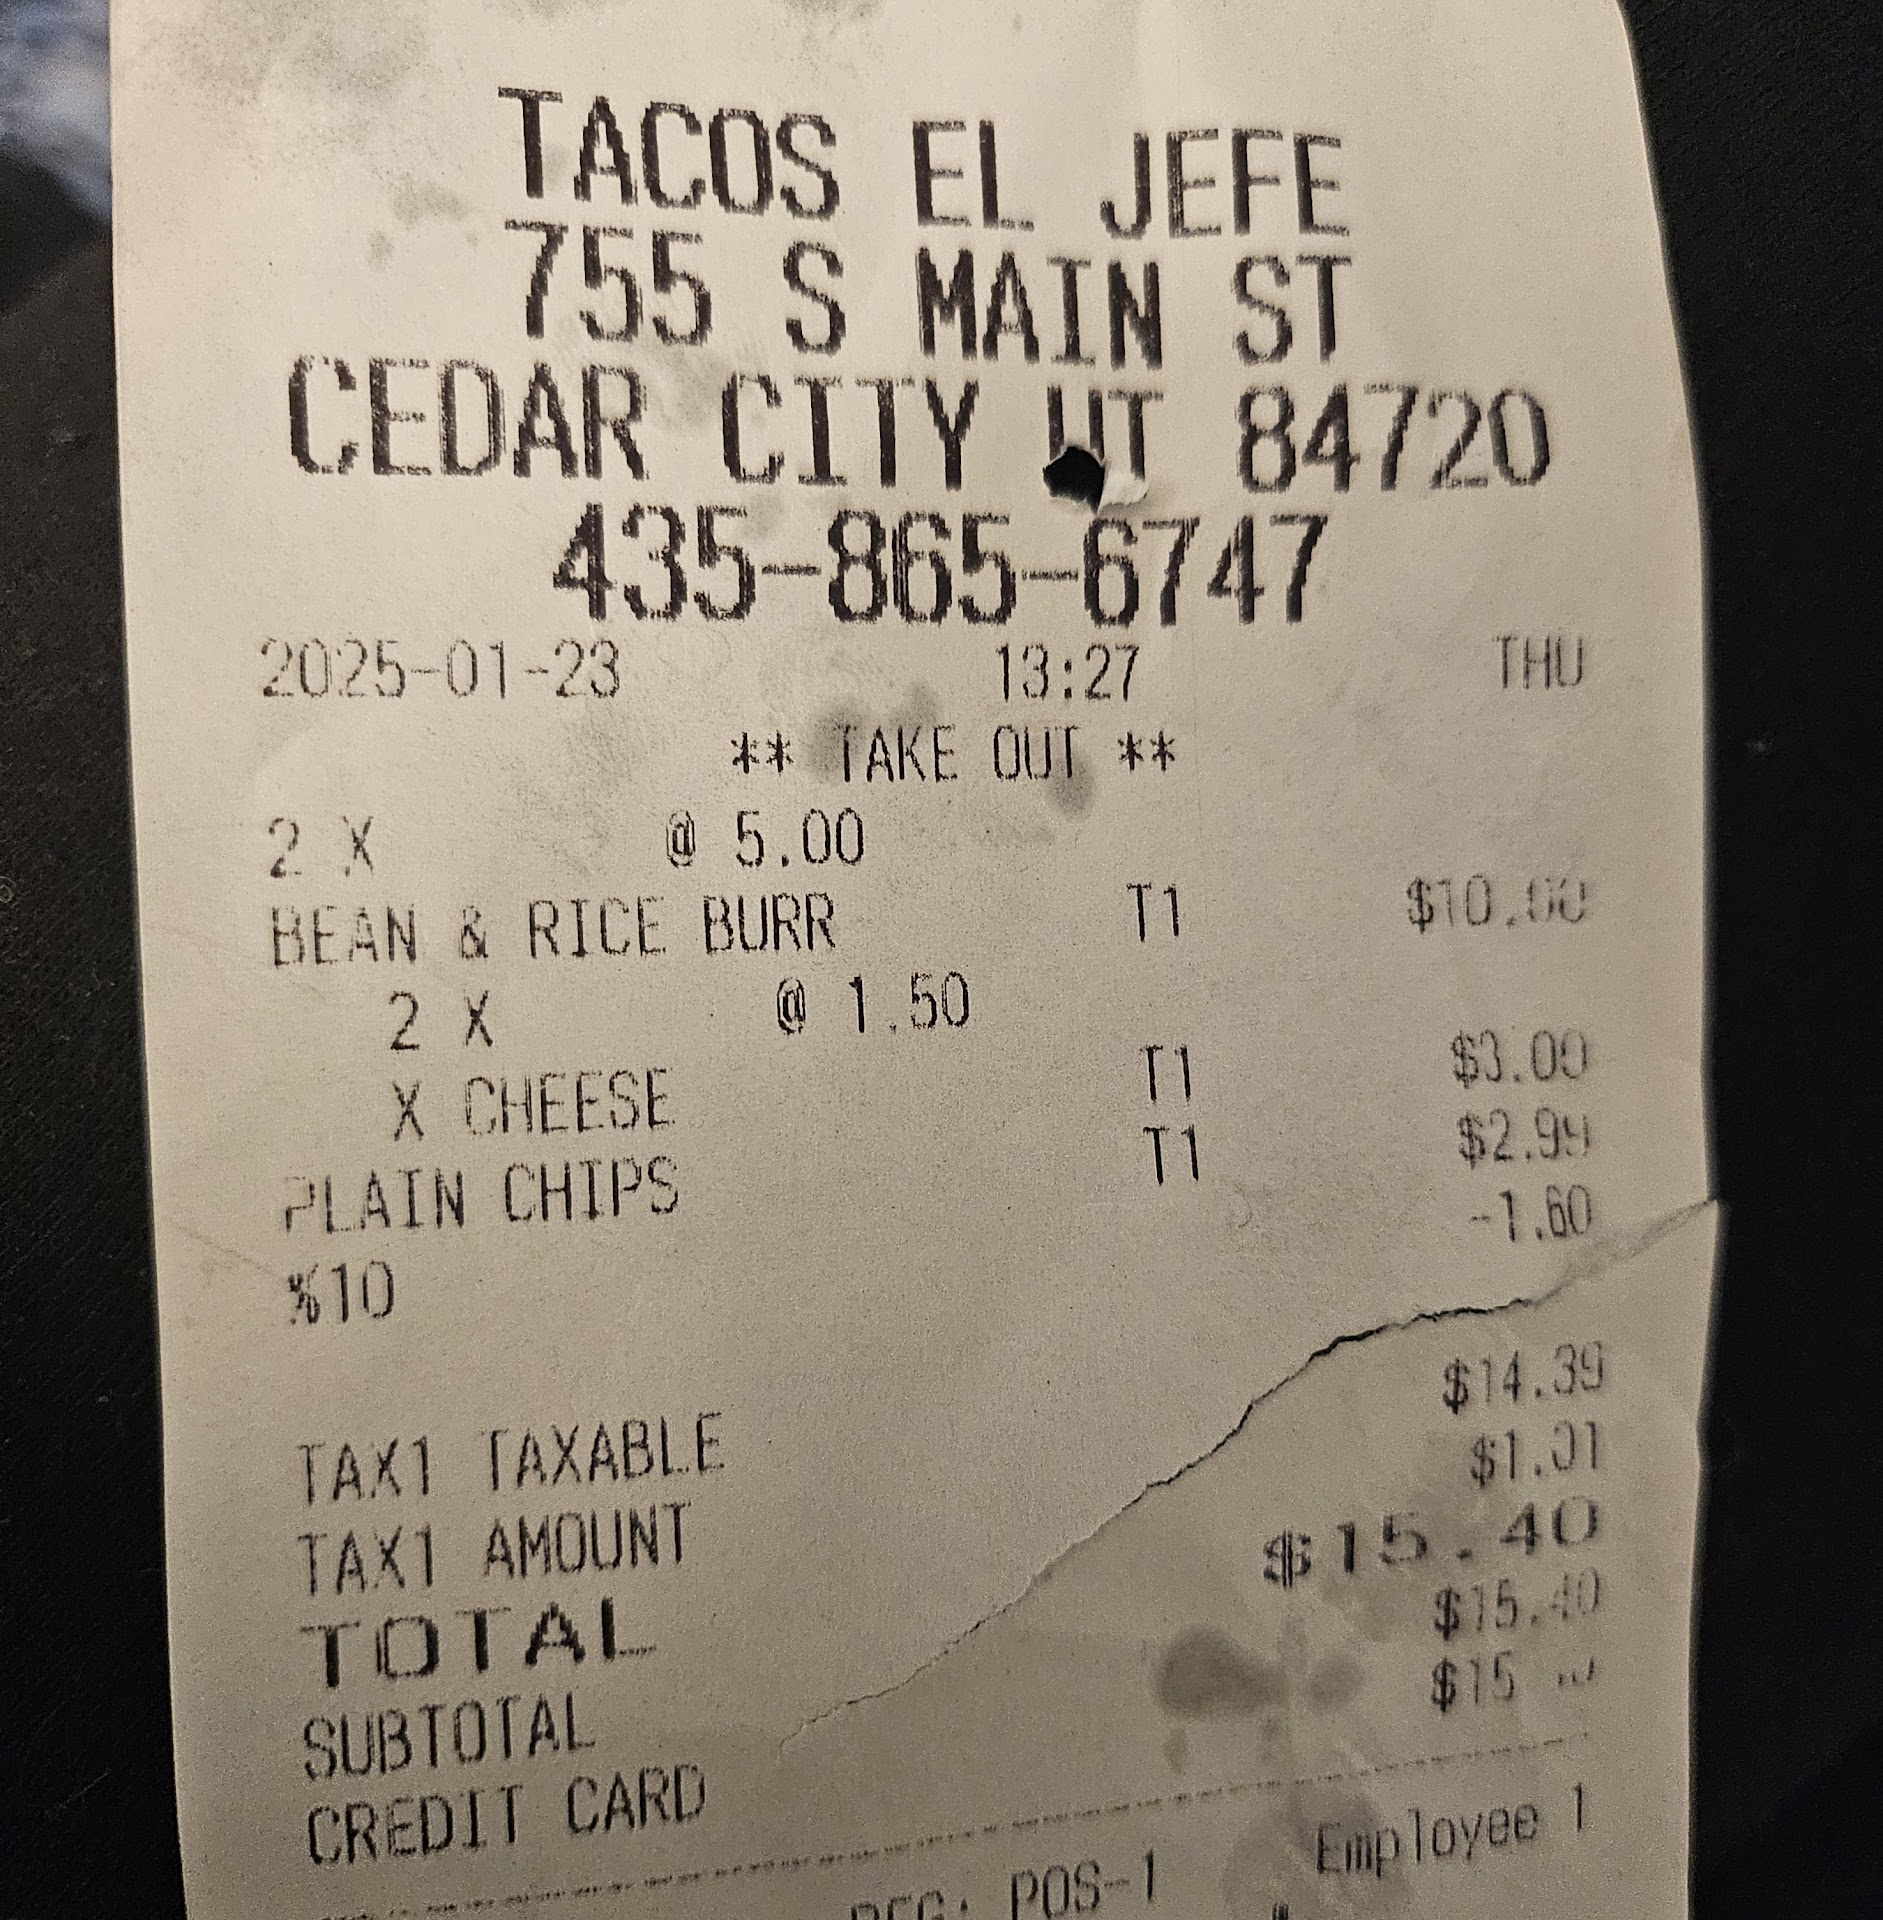 TACOS EL JEFE
755 S MAIN ST
CEDAR CITY UT 84720
435-865-6747
2025-01-23 13:27 THU
** TAKE OUT **
2 X @ 5.00
BEAN & RICE BURR T1 $10.00
2 X @ 1.50
X CHEESE T1 $3.00
PLAIN CHIPS T1 $2.99
%10 -1.60
TAX1 TAXABLE $14.39
TAX1 AMOUNT $1.01
TOTAL $15.40
SUBTOTAL $15.40
CREDIT CARD
POS-1 Employee 1